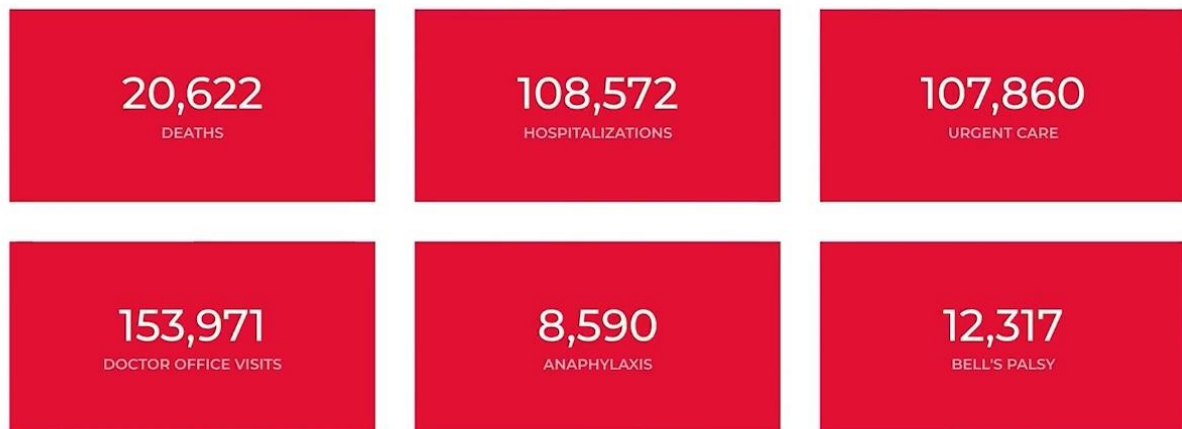 20,622
DEATHS
108,572
HOSPITALIZATIONS
107,860
URGENT CARE
153,971
DOCTOR OFFICE VISITS
8,590
ANAPHYLAXIS
12,317
BELL'S PALSY